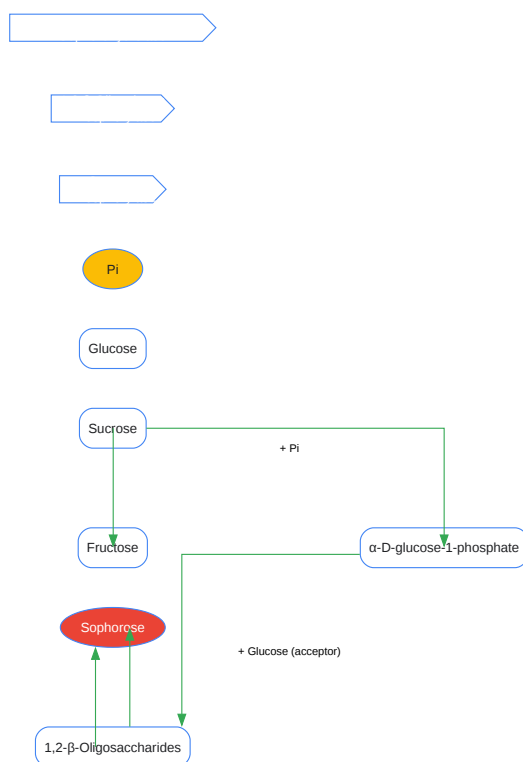 Pi
Glucose
Sucrose
+ Pi
Fructose
α-D-glucose-1-phosphate
Sophorose
+ Glucose (acceptor)
1,2-β-Oligosaccharides